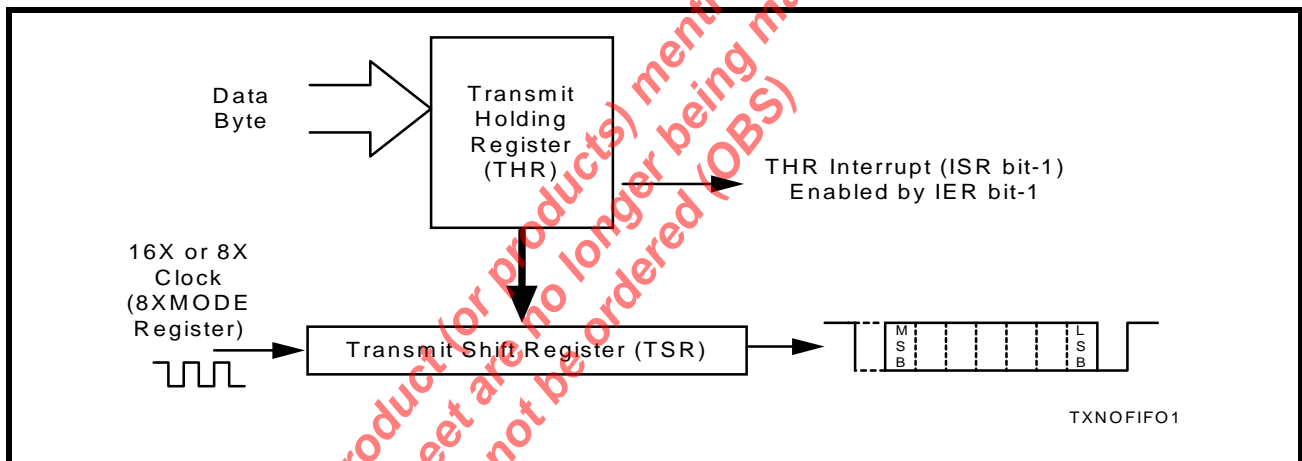 Data
Byte
Transmit
Holding
Register
(THR)
THR Interrupt (ISR bit-1)
Enabled by IER bit-1
16X or 8X
Clock
(8XMODE
Register)
Transmit Shift Register (TSR)
M
S
B
L
S
B
TXNOFIFO1
product (or products) menti
eet are no longer being ma
not be ordered (OBS)